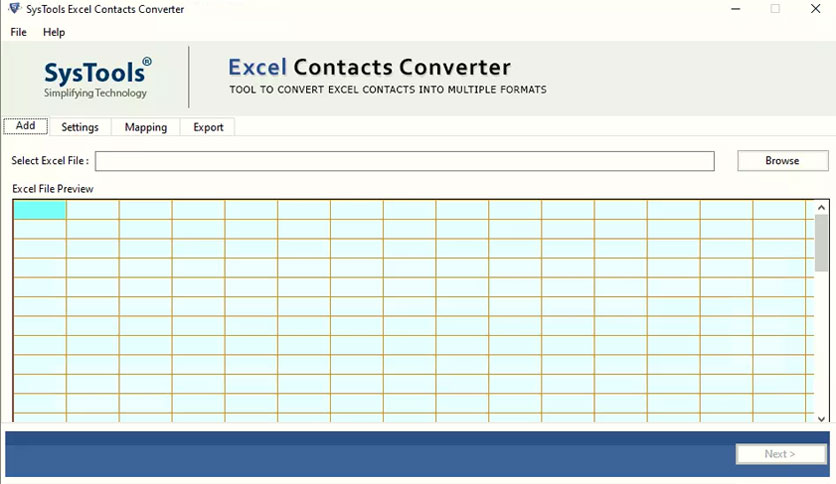 SysTools Excel Contacts Converter
File Help
SysTools®
Simplifying Technology
Excel Contacts Converter
TOOL TO CONVERT EXCEL CONTACTS INTO MULTIPLE FORMATS
Add Settings Mapping Export
Select Excel File : Browse
Excel File Preview
Next >